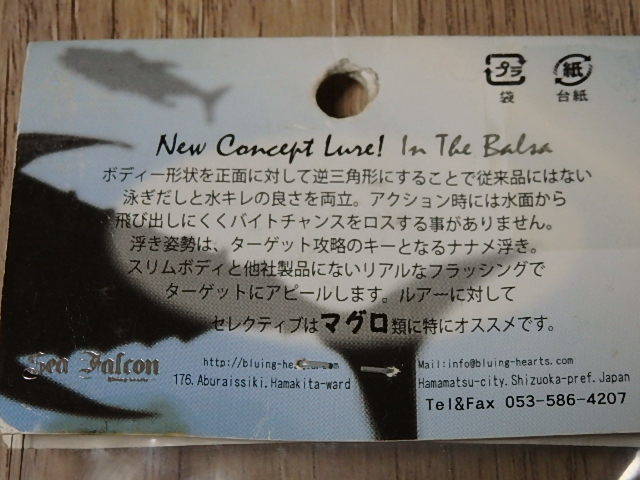 プラ
袋
紙
台紙
New Concept Lure! In The Balsa
ボディー形状を正面に対して逆三角形にすることで従来品にはない
泳ぎだしと水キレの良さを両立。アクション時には水面から
飛び出しにくくバイトチャンスをロスする事がありません。
浮き姿勢は、ターゲット攻略のキーとなるナナメ浮き。
スリムボディと他社製品にないリアルなフラッシングで
ターゲットにアピールします。ルアーに対して
セレクティブはマグロ類に特にオススメです。
Sea Falcon
http://bluing-he
Mail:info@bluing-hearts.com
176. Aburaissiki. Hamakita-ward
Hamamatsu-city. Shizuoka-pref. Japan
Tel&Fax 053-586-4207